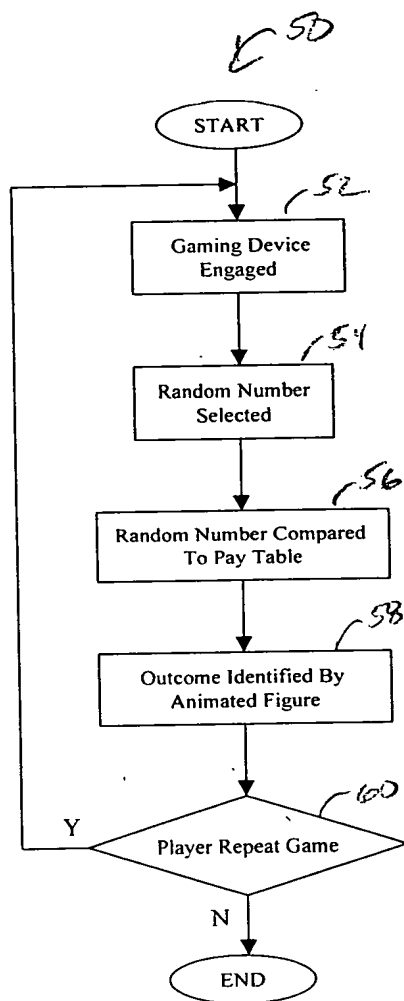 50
START
52
Gaming Device
Engaged
54
Random Number
Selected
56
Random Number Compared
To Pay Table
58
Outcome Identified By
Animated Figure
60
Y
Player Repeat Game
N
END